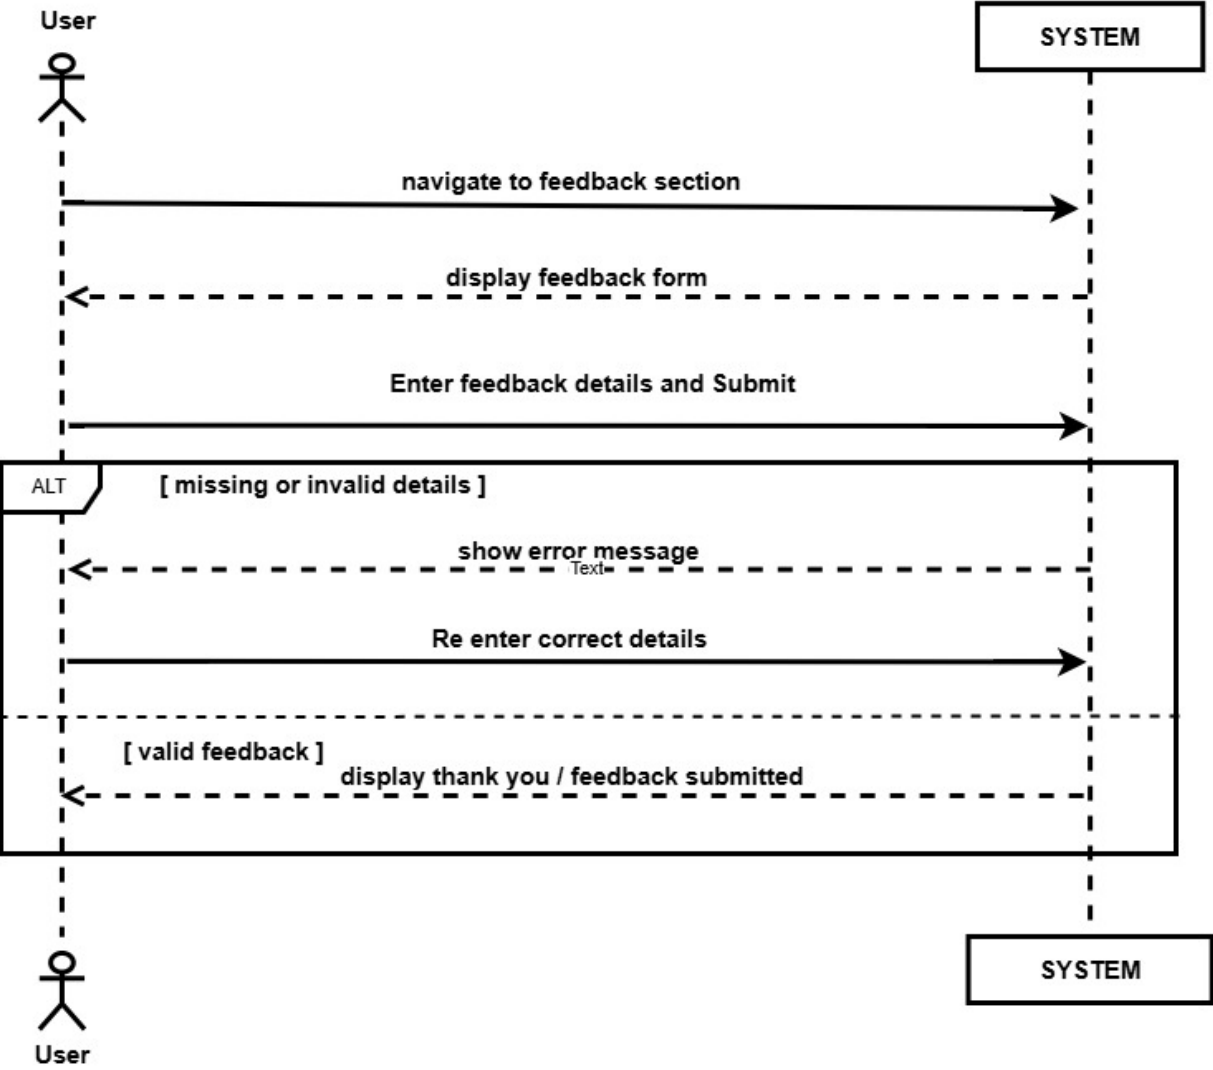 User
SYSTEM
navigate to feedback section
display feedback form
Enter feedback details and Submit
ALT
[ missing or invalid details ]
show error message
Text
Re enter correct details
[ valid feedback ]
display thank you / feedback submitted
SYSTEM
User